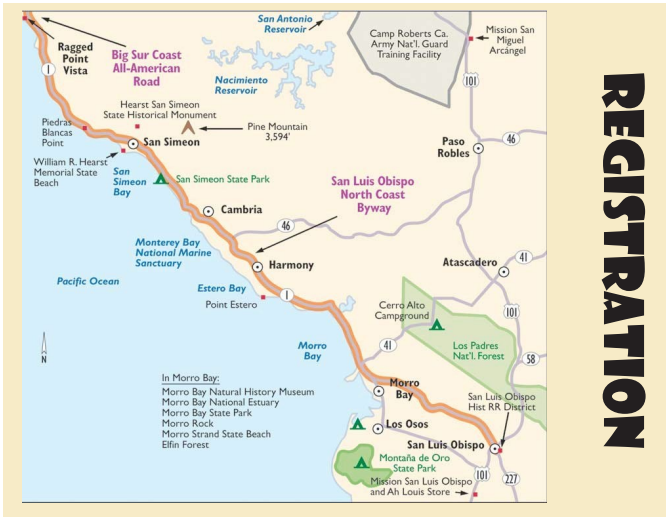 San Antonio
Reservoir
Ragged
Point
Vista
Big Sur Coast
All-American
Road
Camp Roberts Ca.
Army Nat'l. Guard
Training Facility
Mission San
Miguel
Arcángel
1
Nacimiento
Reservoir
101
Hearst San Simeon
State Historical Monument
Piedras
Blancas
Point
Pine Mountain
3,594'
San Simeon
Paso
Robles
46
William R. Hearst
Memorial State
Beach
San
Simeon
Bay
San Simeon State Park
San Luis Obispo
North Coast
Byway
Cambria
46
Monterey Bay
National Marine
Sanctuary
Harmony
Atascadero
41
Pacific Ocean
Estero Bay
Point Estero
1
Cerro Alto
Campground
101
N
Morro
Bay
41
Los Padres
Nat'l. Forest
58
In Morro Bay:
Morro Bay Natural History Museum
Morro Bay National Estuary
Morro Bay State Park
Morro Rock
Morro Strand State Beach
Elfin Forest
Morro
Bay
San Luis Obispo
Hist RR District
Los Osos
San Luis Obispo
Montaña de Oro
State Park
101
227
Mission San Luis Obispo
and Ah Louis Store
REGISTRATION